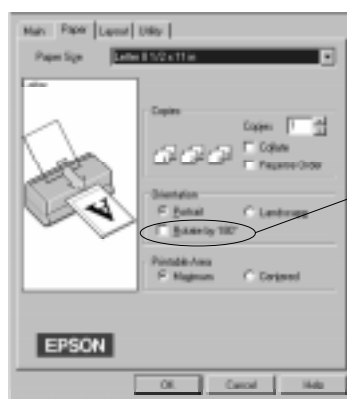 Main Paper Layout Utility
Paper Size Letter 8 1/2 x 11 in
Letter
Copies
Copies 1
Collate
Reverse Order
Orientation
Portrait Landscape
Rotate by 180°
Printable Area
Maximum Centered
A
EPSON
OK Cancel Help